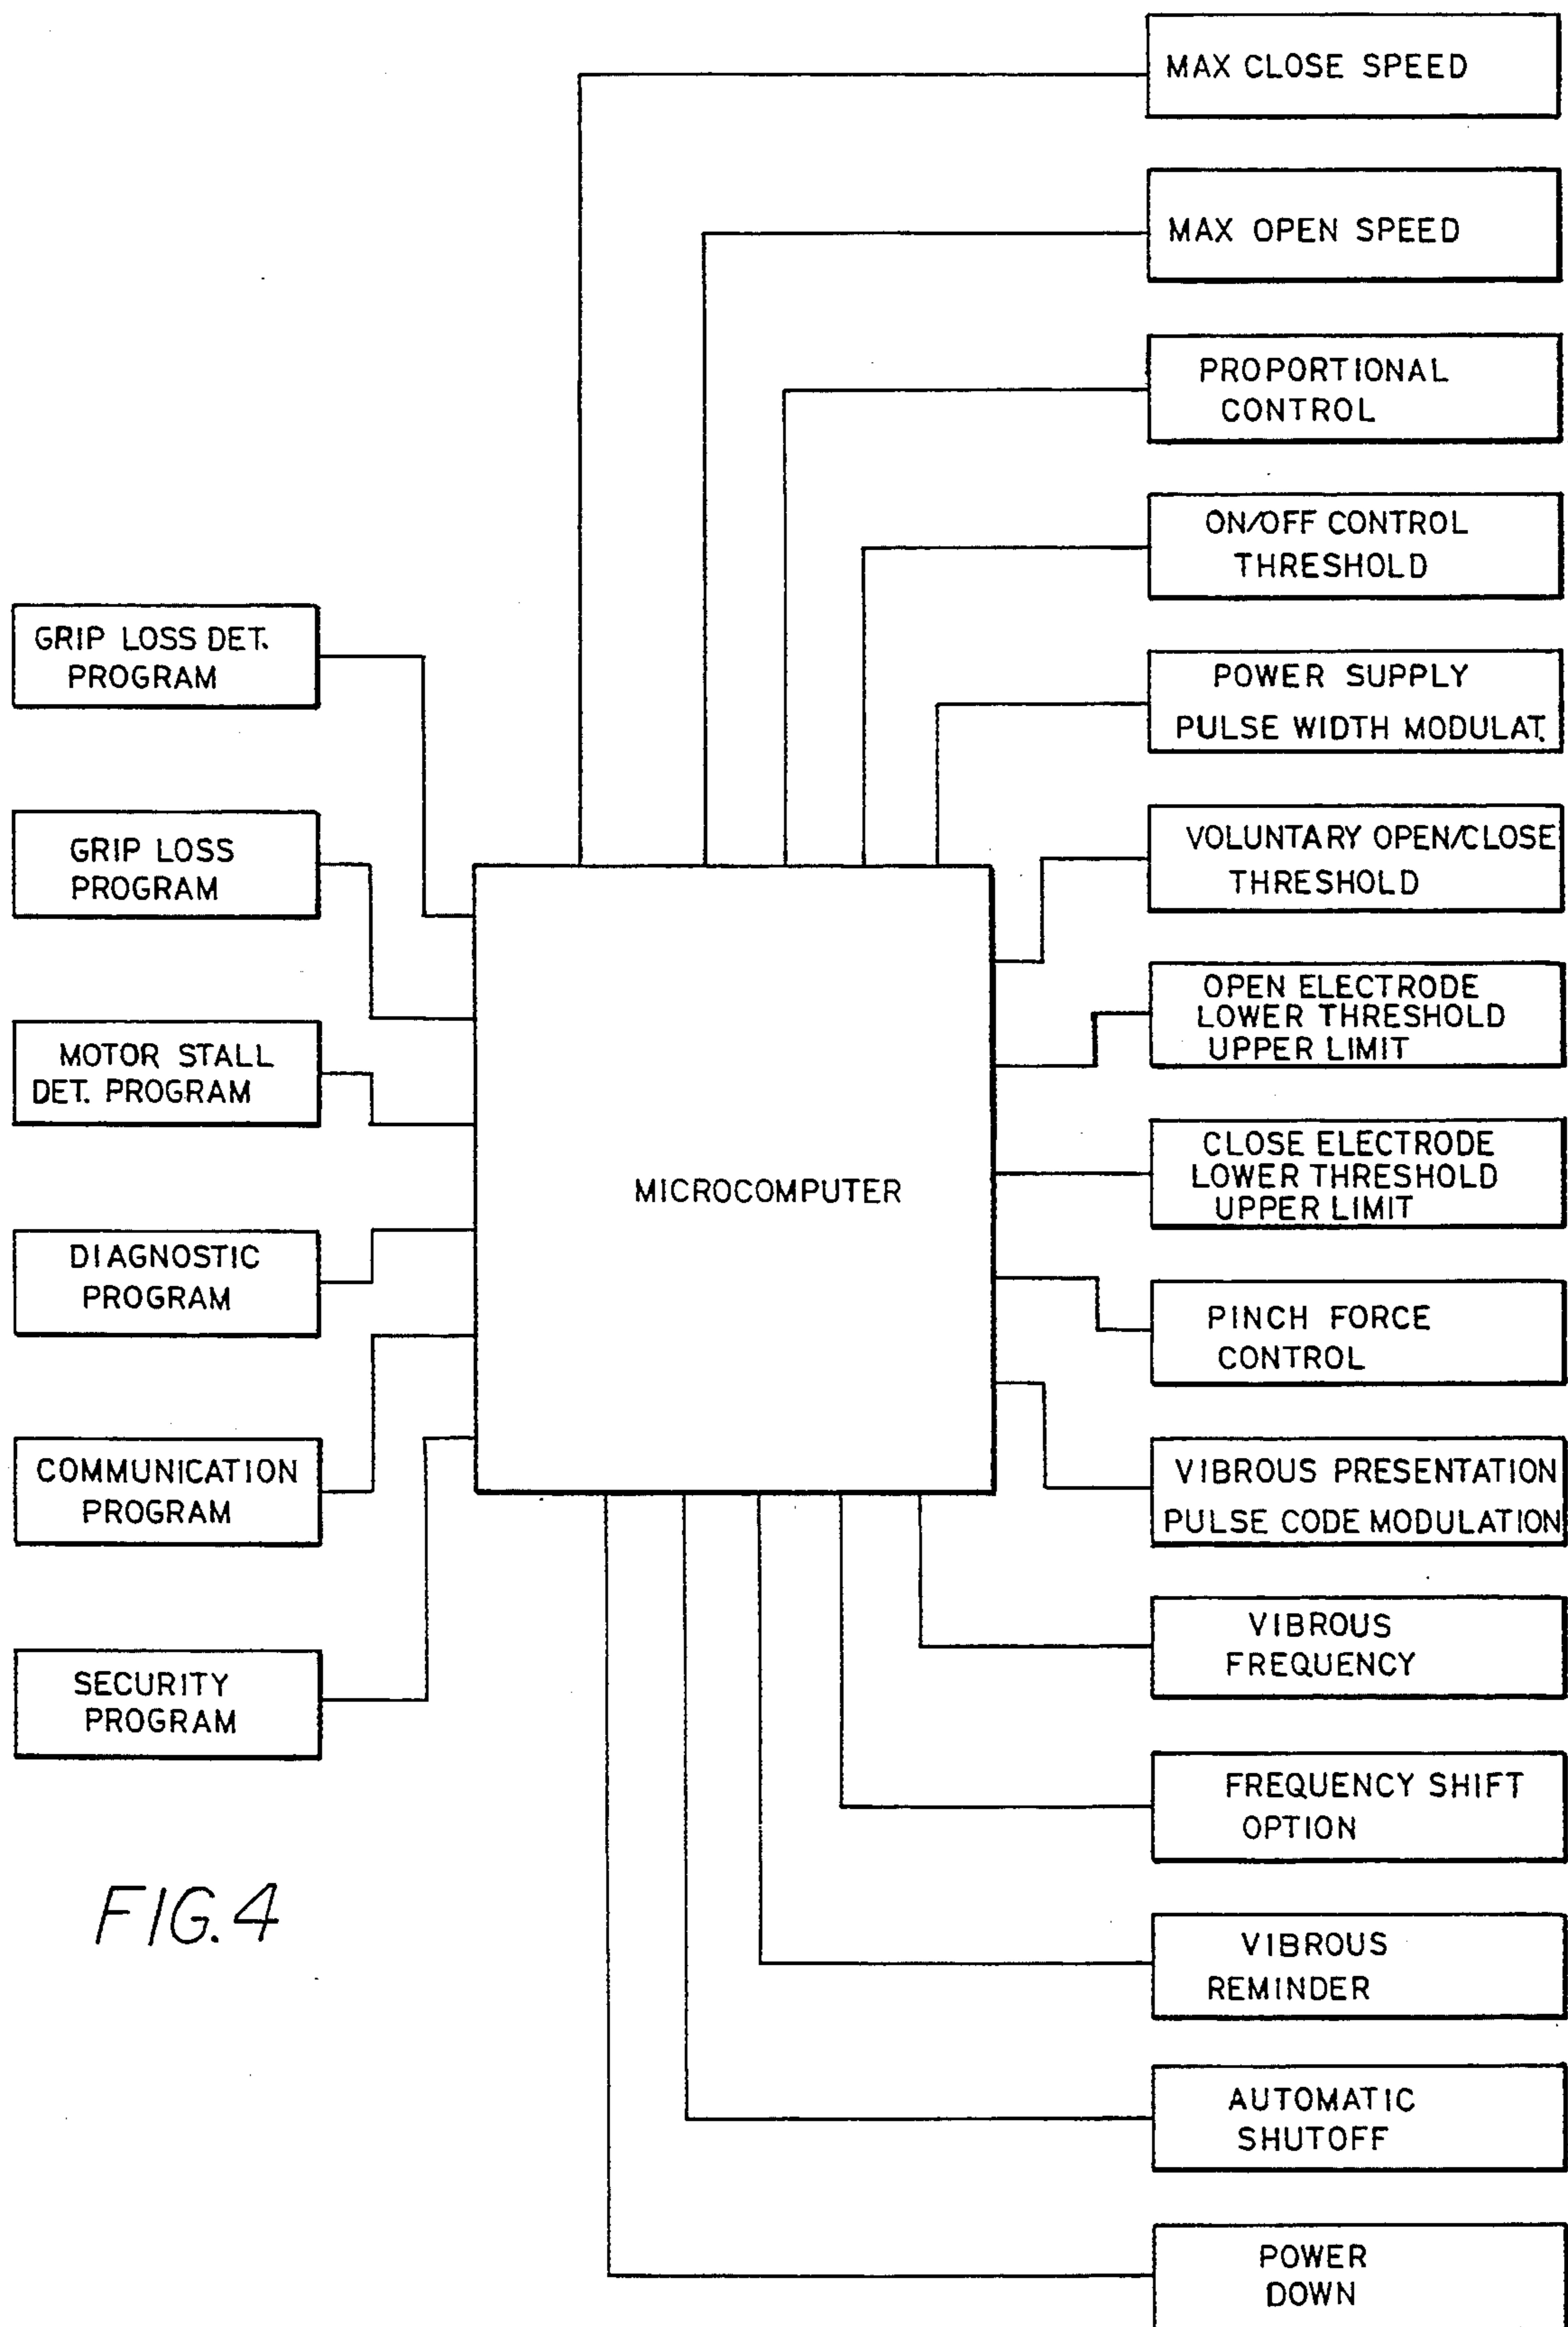 MAX CLOSE SPEED
MAX OPEN SPEED
PROPORTIONAL
CONTROL
ON/OFF CONTROL
THRESHOLD
POWER SUPPLY
PULSE WIDTH MODULAT.
VOLUNTARY OPEN/CLOSE
THRESHOLD
OPEN ELECTRODE
LOWER THRESHOLD
UPPER LIMIT
CLOSE ELECTRODE
LOWER THRESHOLD
UPPER LIMIT
PINCH FORCE
CONTROL
VIBROUS PRESENTATION
PULSE CODE MODULATION
VIBROUS
FREQUENCY
FREQUENCY SHIFT
OPTION
VIBROUS
REMINDER
AUTOMATIC
SHUTOFF
POWER
DOWN
GRIP LOSS DET.
PROGRAM
GRIP LOSS
PROGRAM
MOTOR STALL
DET. PROGRAM
DIAGNOSTIC
PROGRAM
COMMUNICATION
PROGRAM
SECURITY
PROGRAM
MICROCOMPUTER
FIG.4